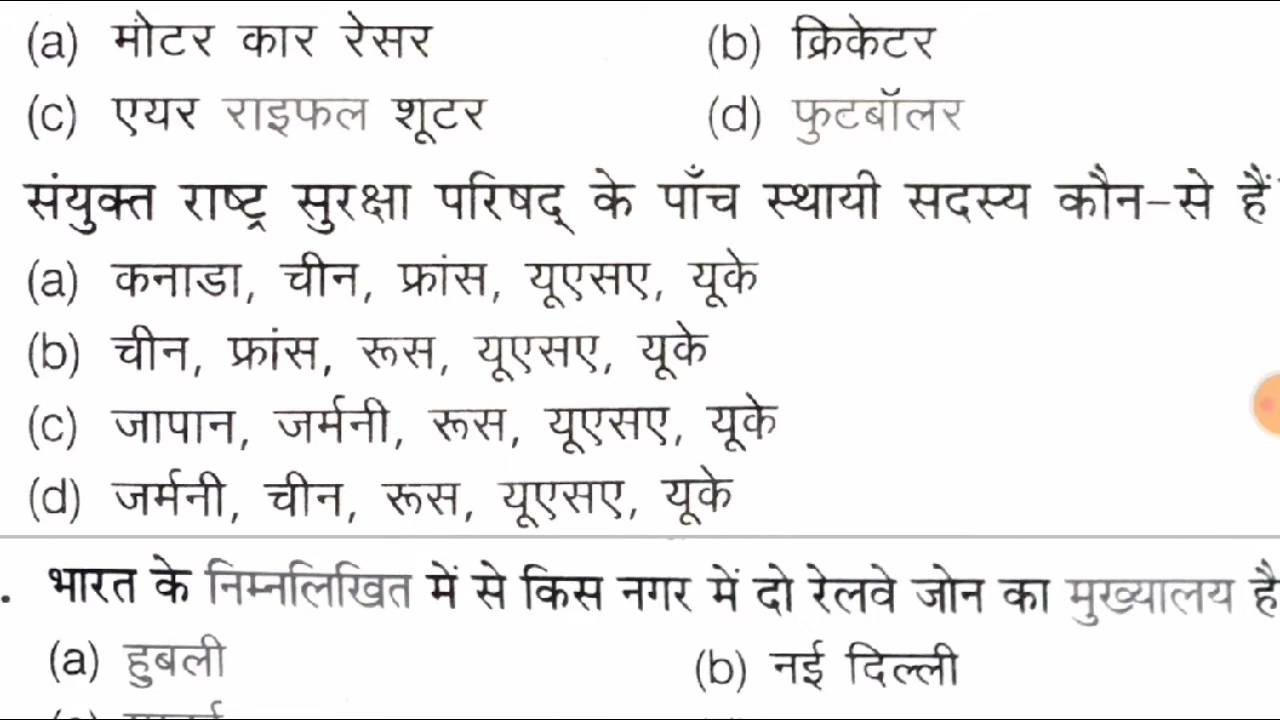 (a) मोटर कार रेसर (b) क्रिकेटर
(c) एयर राइफल शूटर (d) फुटबॉलर
संयुक्त राष्ट्र सुरक्षा परिषद् के पाँच स्थायी सदस्य कौन-से हैं
(a) कनाडा, चीन, फ्रांस, यूएसए, यूके
(b) चीन, फ्रांस, रूस, यूएसए, यूके
(c) जापान, जर्मनी, रूस, यूएसए, यूके
(d) जर्मनी, चीन, रूस, यूएसए, यूके
. भारत के निम्नलिखित में से किस नगर में दो रेलवे जोन का मुख्यालय है
(a) हुबली (b) नई दिल्ली